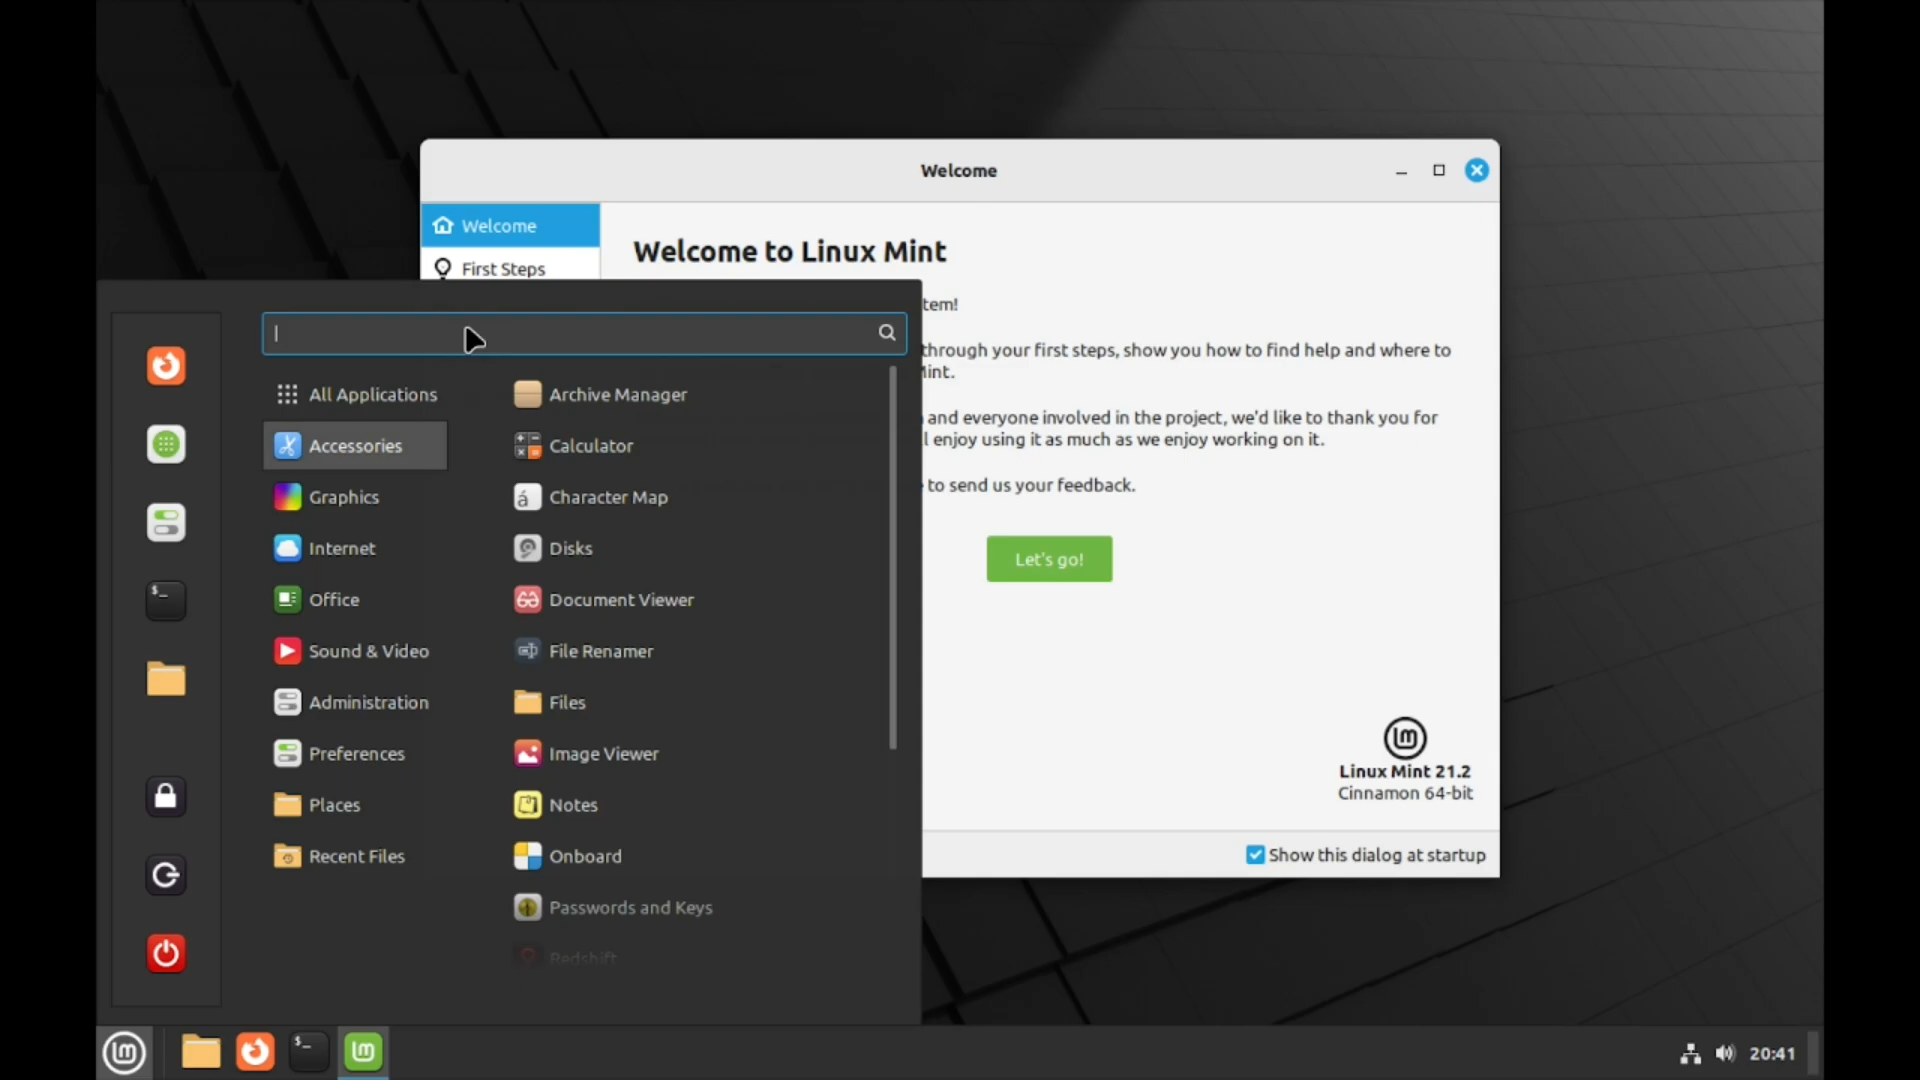 Welcome
Welcome
First Steps
Welcome to Linux Mint
tem!
through your first steps, show you how to find help and where to
Mint.
and everyone involved in the project, we'd like to thank you for
l enjoy using it as much as we enjoy working on it.
to send us your feedback.
Let's go!
Linux Mint 21.2
Cinnamon 64-bit
Show this dialog at startup
All Applications
Accessories
Graphics
Internet
Office
Sound & Video
Administration
Preferences
Places
Recent Files
Archive Manager
Calculator
Character Map
Disks
Document Viewer
File Renamer
Files
Image Viewer
Notes
Onboard
Passwords and Keys
Redshift
20:41